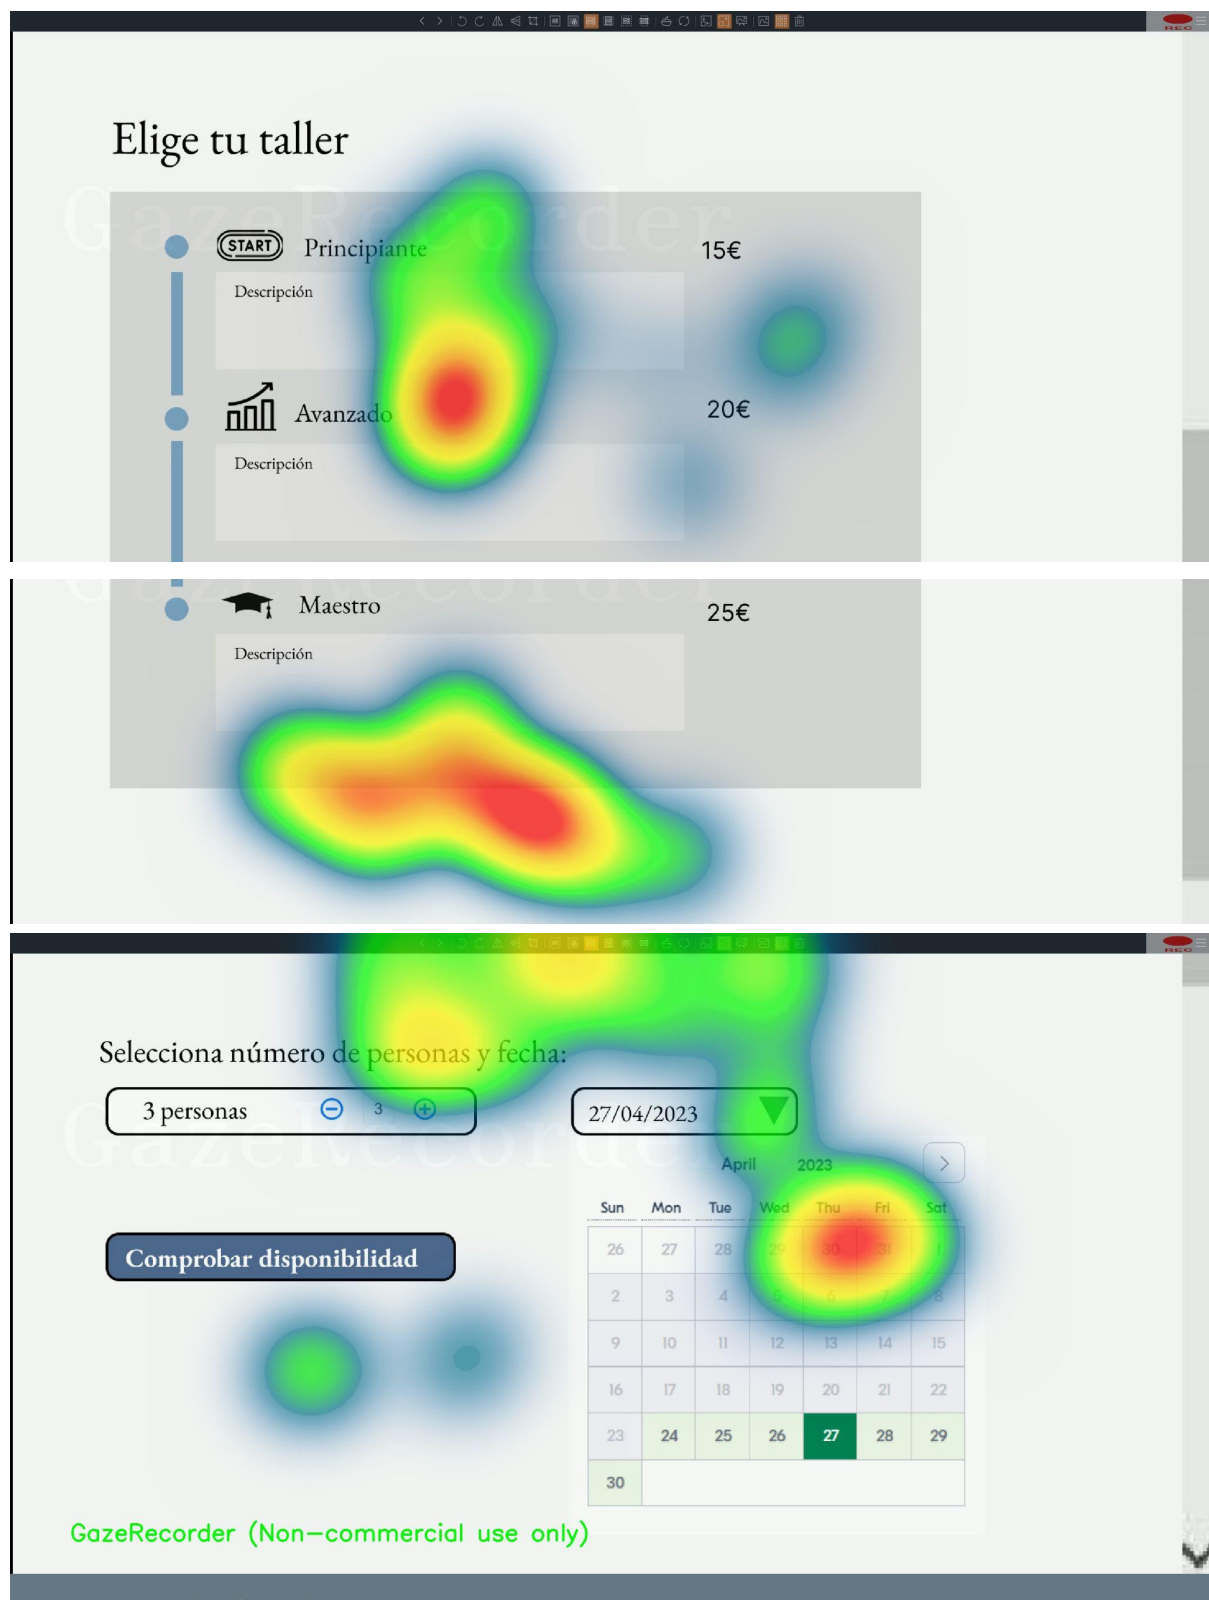 REC
Elige tu taller
GazeRecorder
START Principiante 15€
Descripción
Avanzado 20€
Descripción
Maestro 25€
Descripción
REC
Selecciona número de personas y fecha:
3 personas 3 27/04/2023
GazeRecorder
April 2023
Sun Mon Tue Wed Thu Fri Sat
26 27 28 29 30 31 1
2 3 4 5 6 7 8
9 10 11 12 13 14 15
16 17 18 19 20 21 22
23 24 25 26 27 28 29
30
Comprobar disponibilidad
GazeRecorder (Non-commercial use only)